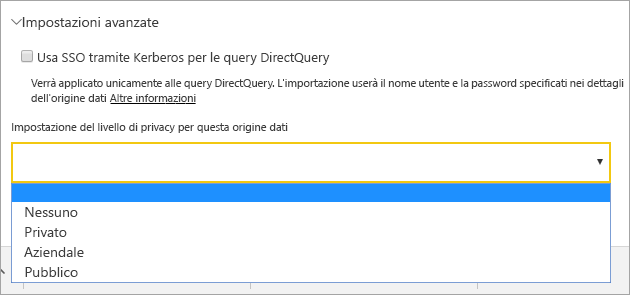 Impostazioni avanzate
Usa SSO tramite Kerberos per le query DirectQuery
Verrà applicato unicamente alle query DirectQuery. L'importazione userà il nome utente e la password specificati nei dettagli
dell'origine dati Altre informazioni
Impostazione del livello di privacy per questa origine dati
Nessuno
Privato
Aziendale
Pubblico